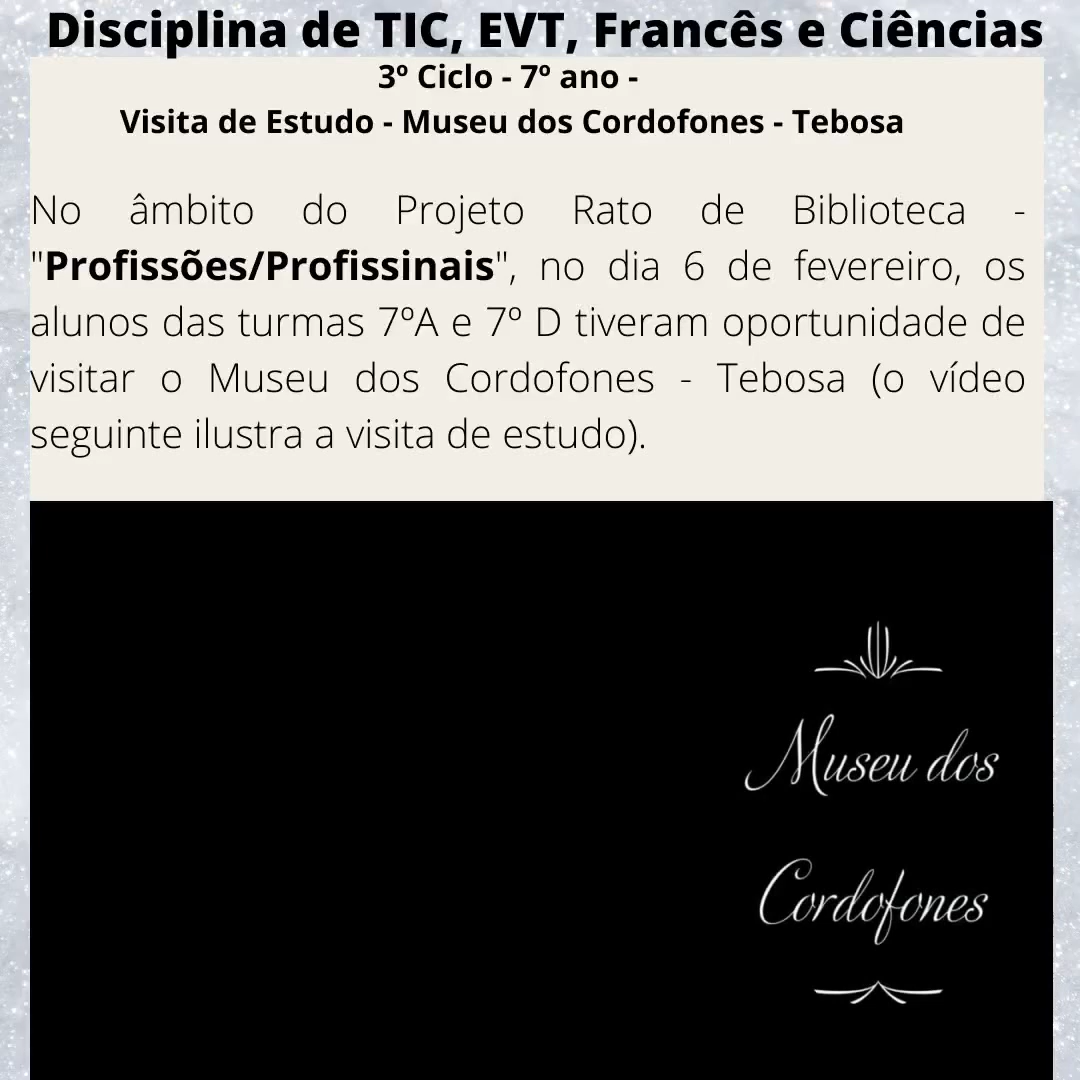 Disciplina de TIC, EVT, Francês e Ciências
3º Ciclo - 7º ano -
Visita de Estudo - Museu dos Cordofones - Tebosa
No âmbito do Projeto Rato de Biblioteca -
"Profissões/Profissinais", no dia 6 de fevereiro, os
alunos das turmas 7ºA e 7º D tiveram oportunidade de
visitar o Museu dos Cordofones - Tebosa (o vídeo
seguinte ilustra a visita de estudo).
Museu dos
Cordofones